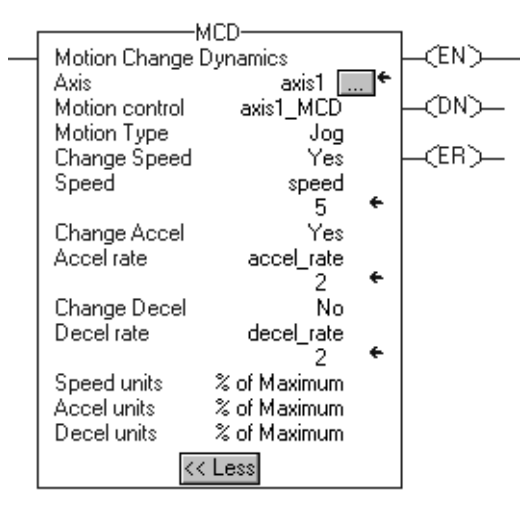 MCD
Motion Change Dynamics
(EN)
Axis axis1 ...
Motion control axis1_MCD
(DN)
Motion Type Jog
Change Speed Yes
(ER)
Speed speed
5
Change Accel Yes
Accel rate accel_rate
2
Change Decel No
Decel rate decel_rate
2
Speed units % of Maximum
Accel units % of Maximum
Decel units % of Maximum
<< Less